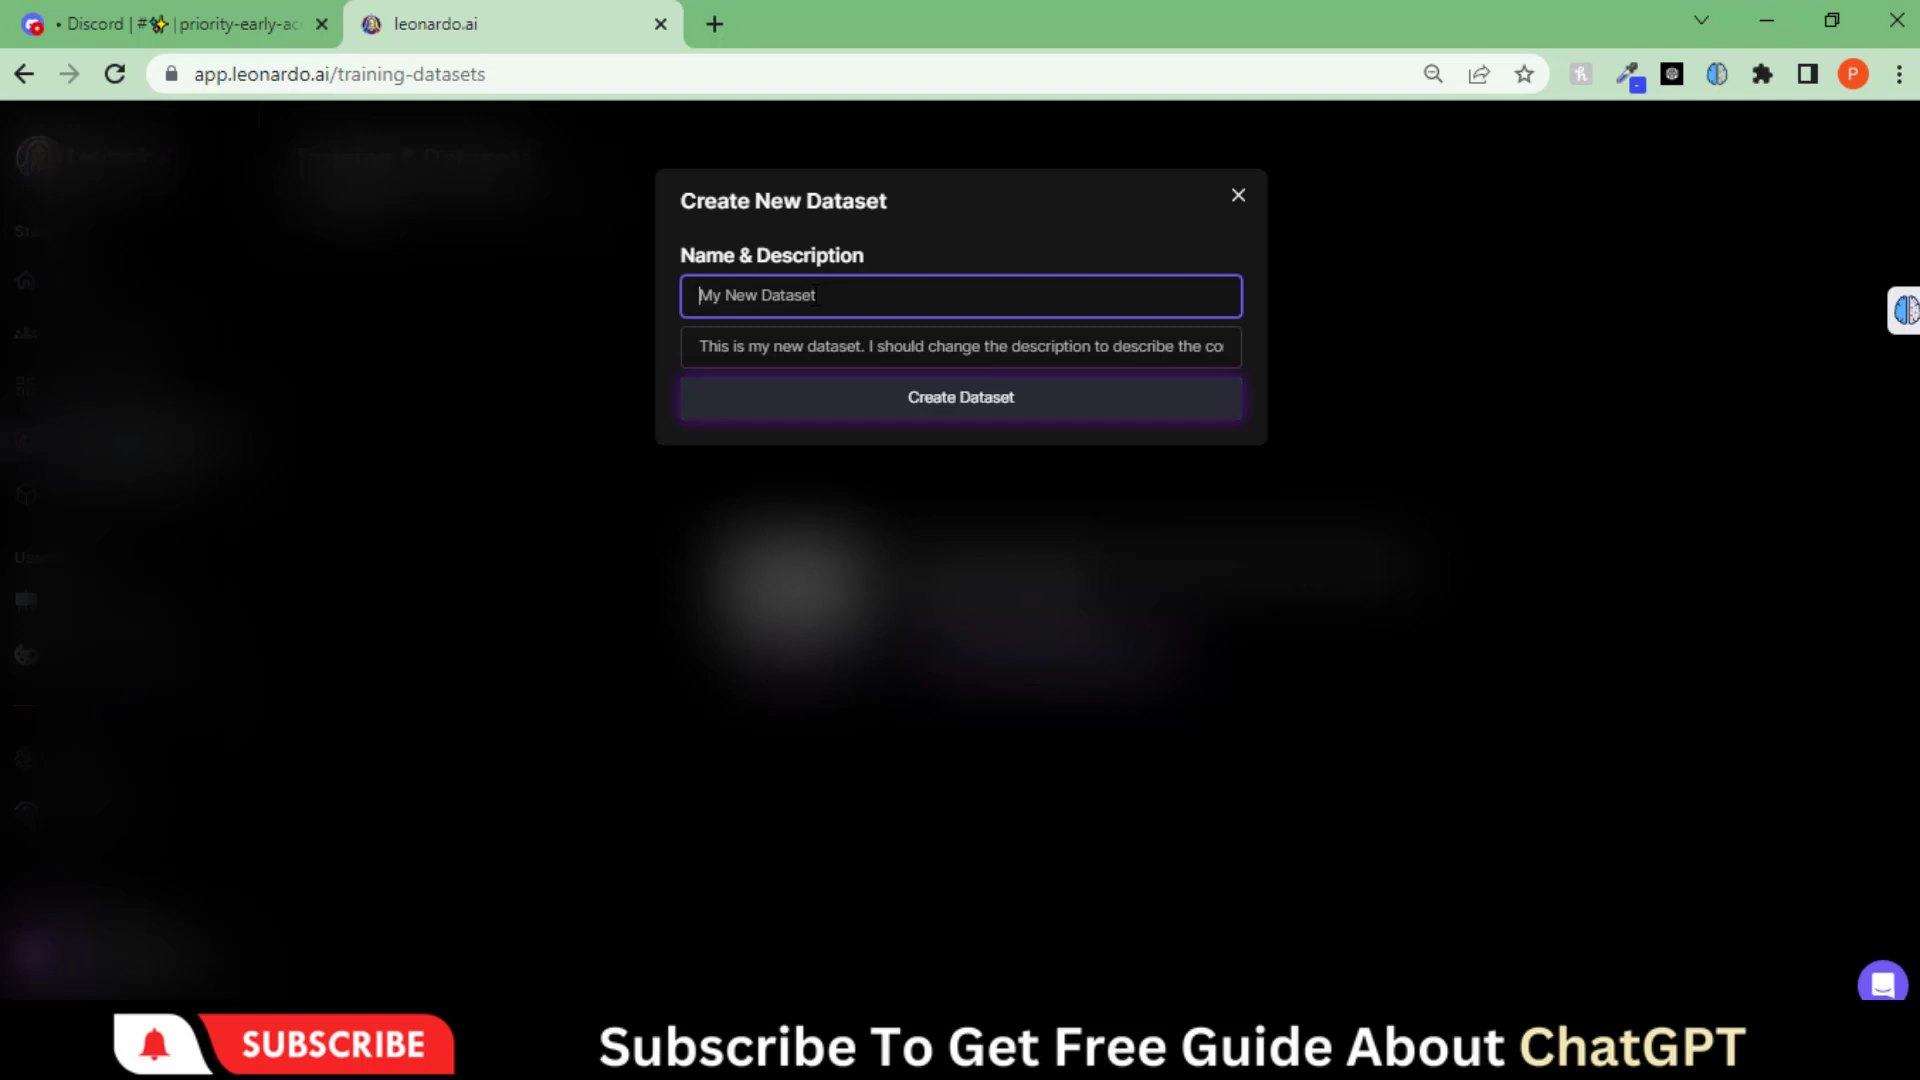 • Discord | #✨ | priority-early-ac
leonardo.ai
app.leonardo.ai/training-datasets
P
Create New Dataset
Name & Description
My New Dataset
This is my new dataset. I should change the description to describe the co
Create Dataset
SUBSCRIBE
Subscribe To Get Free Guide About ChatGPT